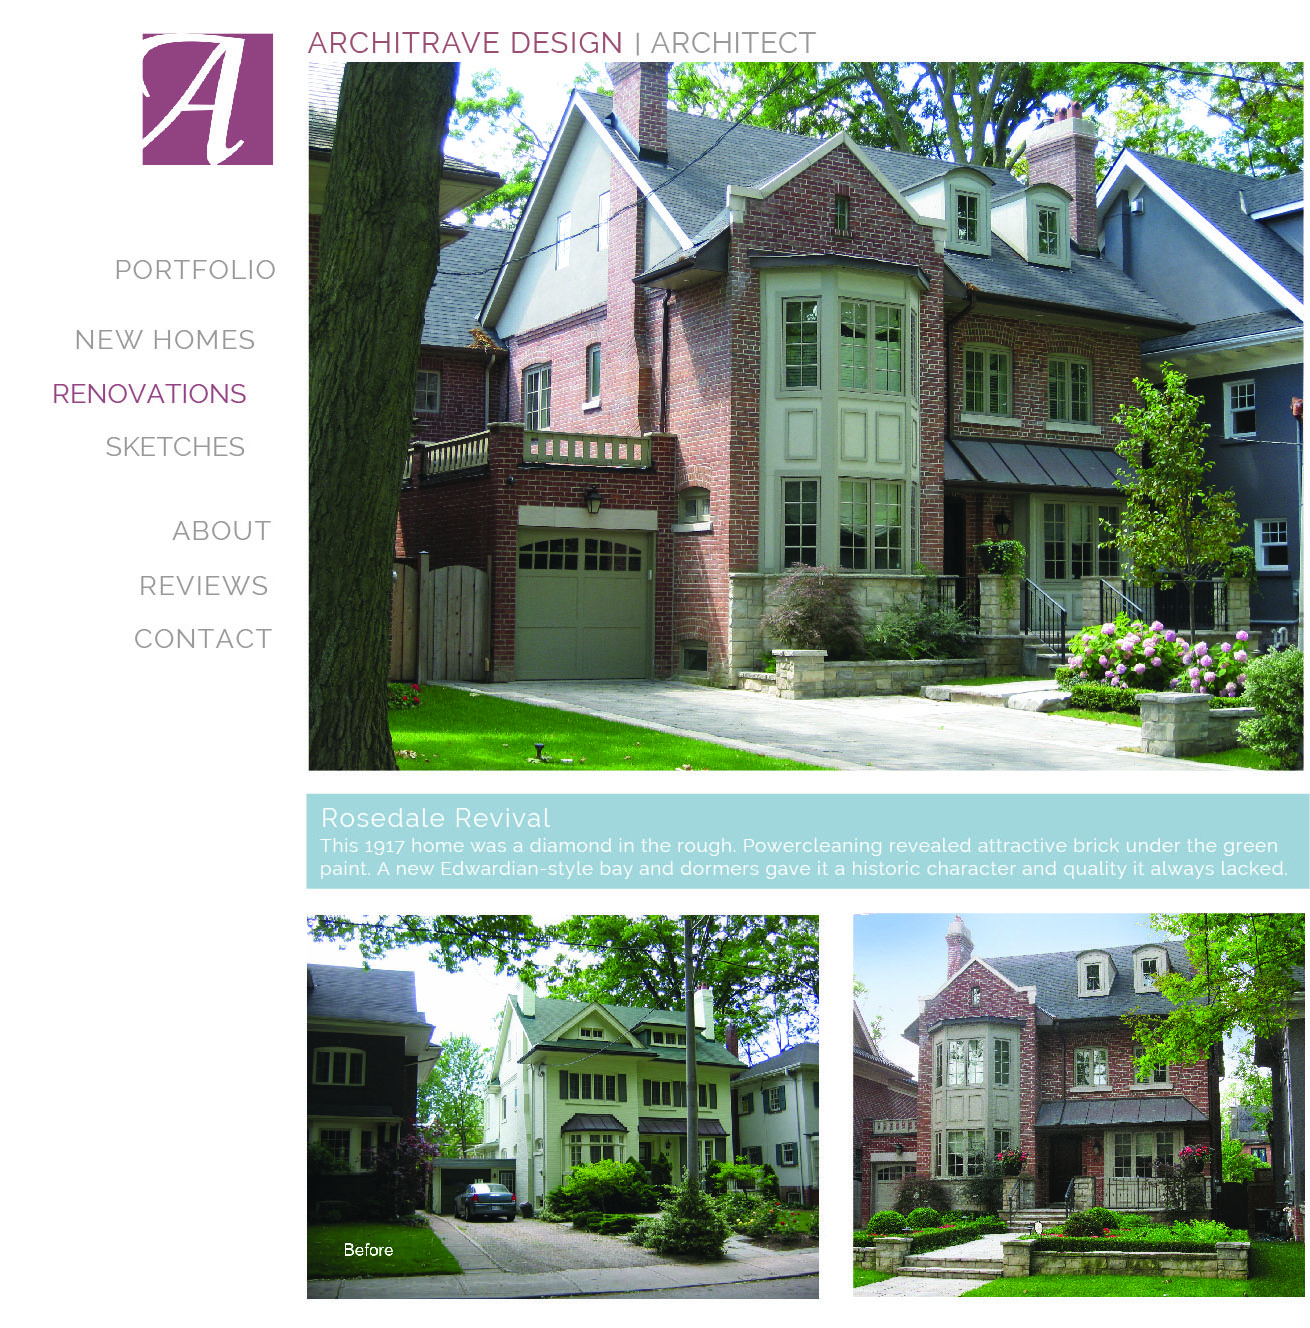 A
ARCHITRAVE DESIGN | ARCHITECT
PORTFOLIO
NEW HOMES
RENOVATIONS
SKETCHES
ABOUT
REVIEWS
CONTACT
Rosedale Revival
This 1917 home was a diamond in the rough. Powercleaning revealed attractive brick under the green
paint. A new Edwardian-style bay and dormers gave it a historic character and quality it always lacked.
Before